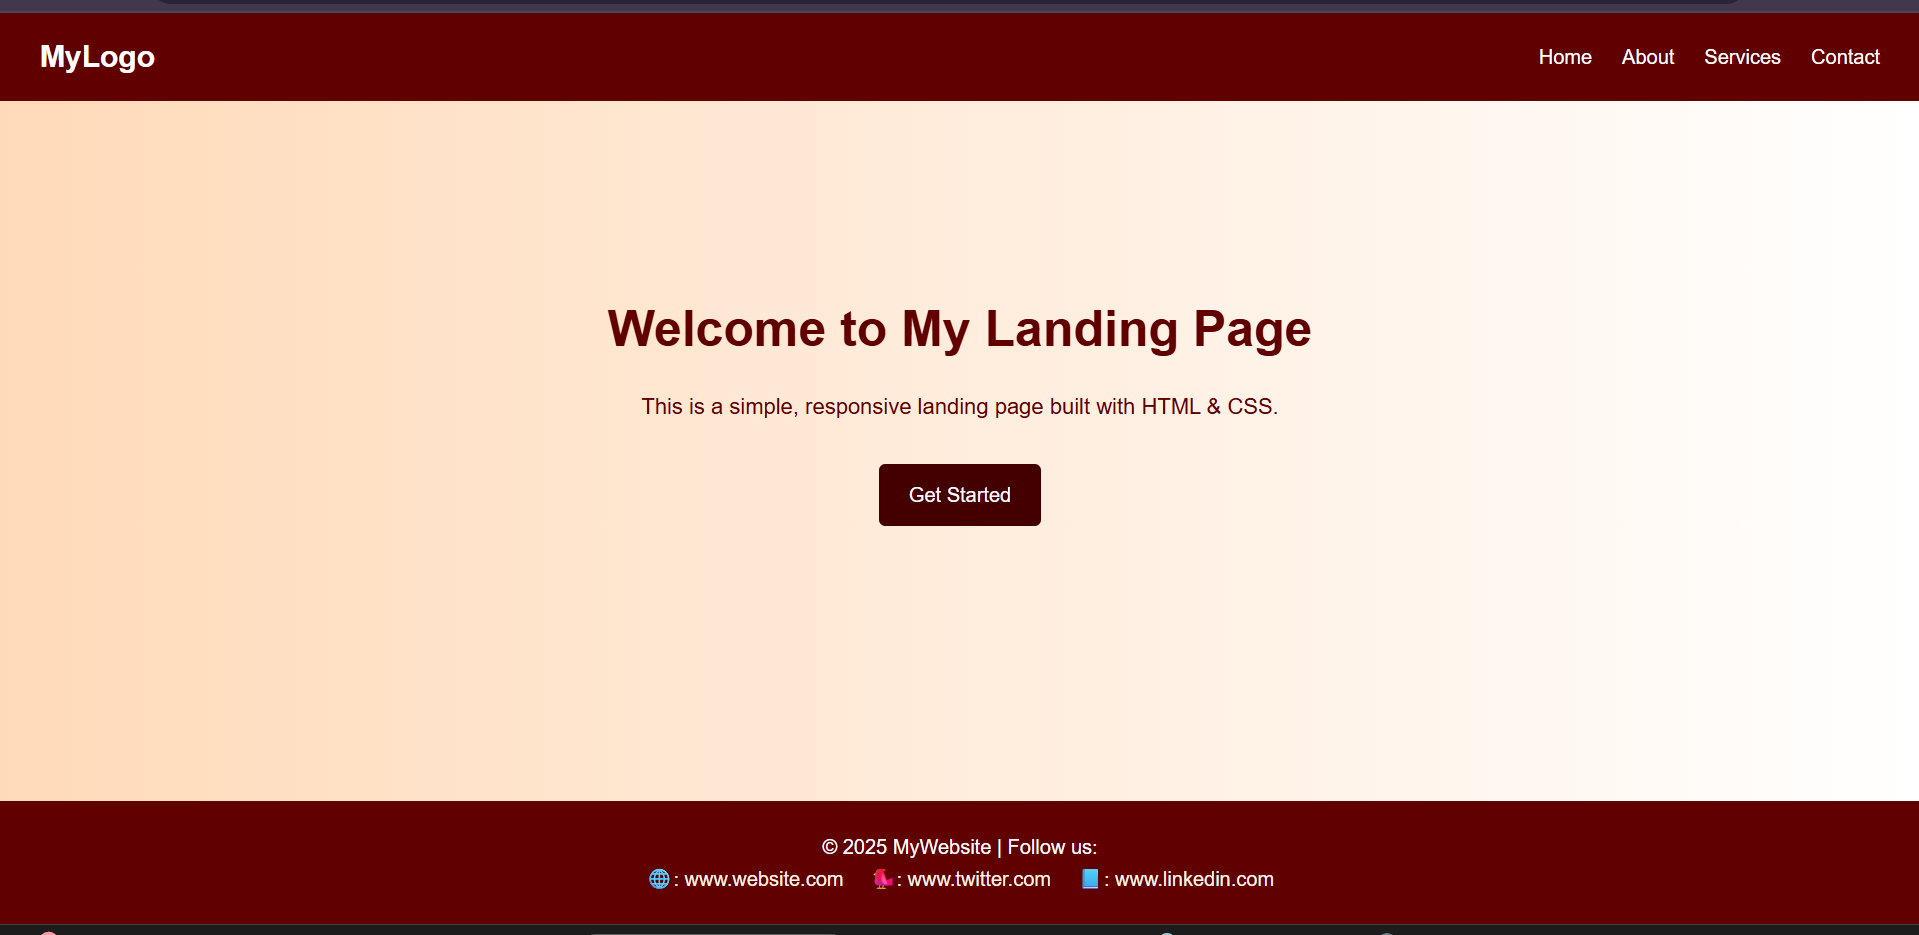 MyLogo
Home About Services Contact
Welcome to My Landing Page
This is a simple, responsive landing page built with HTML & CSS.
Get Started
© 2025 MyWebsite | Follow us:
🌐 : www.website.com 🐦 : www.twitter.com 📘 : www.linkedin.com